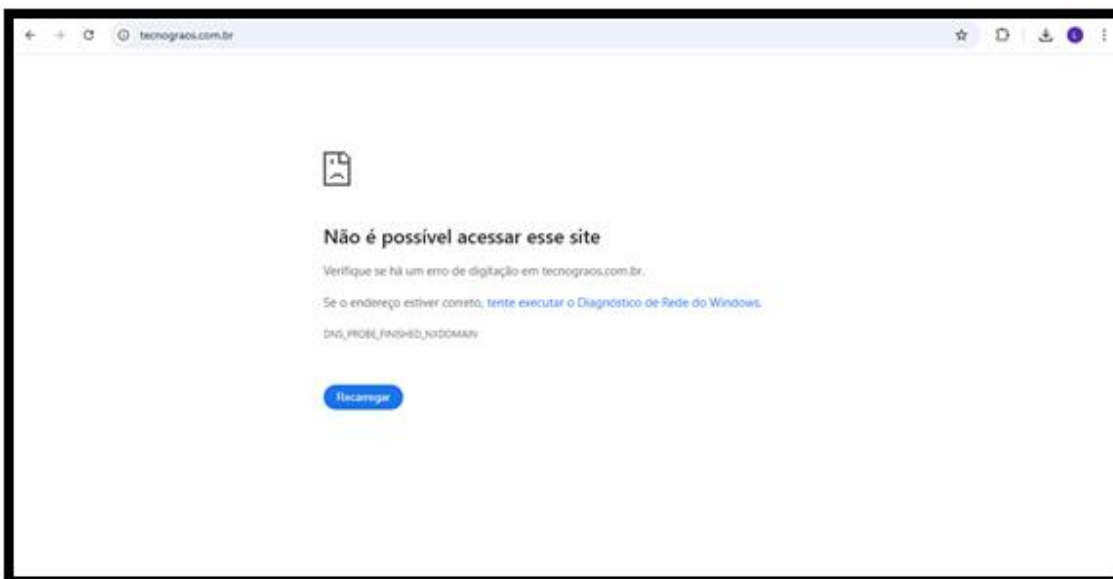 tecnograos.com.br
Não é possível acessar esse site
Verifique se há um erro de digitação em tecnograos.com.br.
Se o endereço estiver correto, tente executar o Diagnóstico de Rede do Windows.
DNS_PROBE_FINISHED_NXDOMAIN
Recarregar